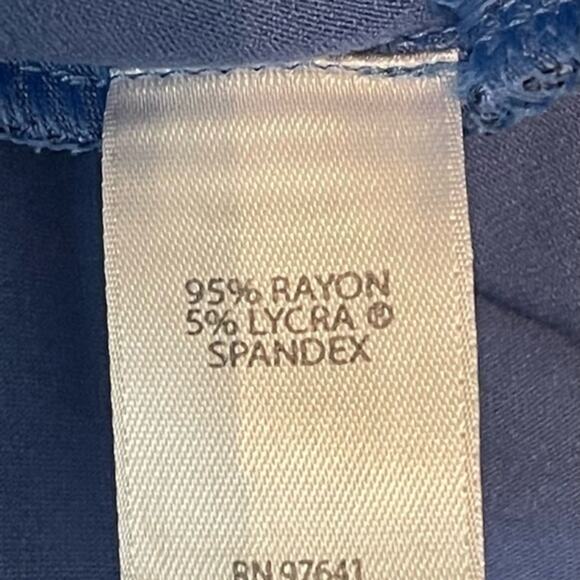 95% RAYON
5% LYCRA ®
SPANDEX
RN 97641